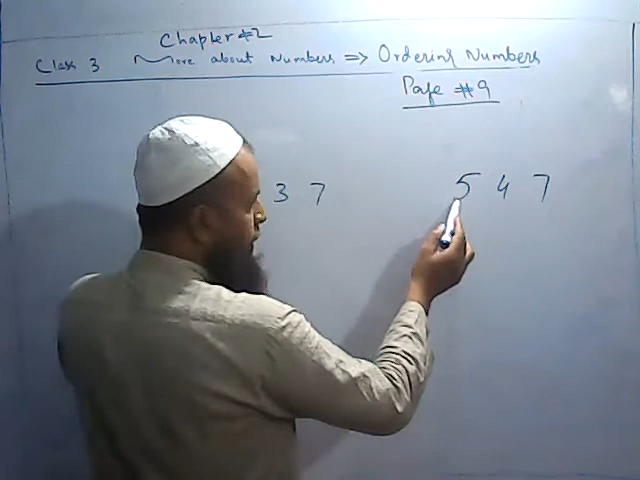 Chapter #2
Class 3 More about Numbers => Ordering Numbers
Page #9
3 7 5 4 7